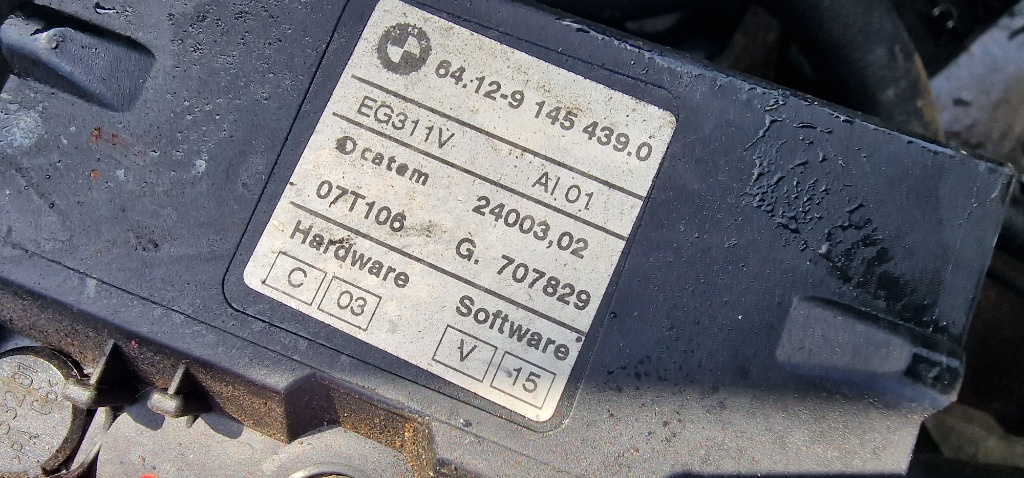 64.12-9 145 439.0
EG311V AI 01
catem 24003,02
07T106 G. 707829
Hardware Software
C 03 V 15